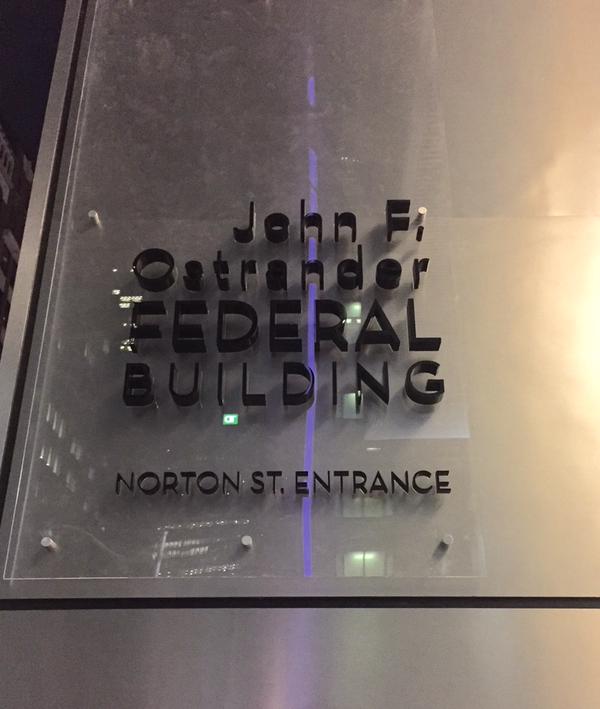 John F.
Ostrander
FEDERAL
BUILDING
NORTON ST. ENTRANCE